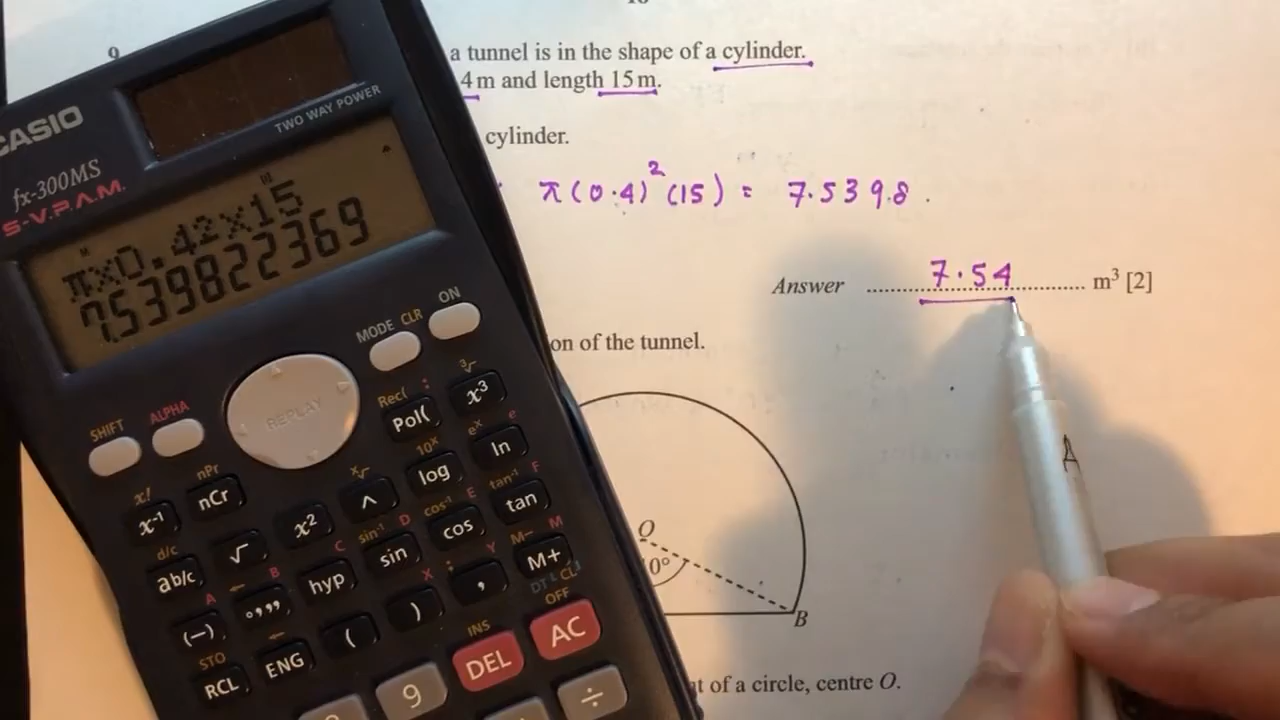 9
a tunnel is in the shape of a cylinder.
4 m and length 15 m.
cylinder.
π(0.4)²(15) = 7.5398.
Answer 7.54 m³ [2]
on of the tunnel.
O
0°
B
t of a circle, centre O.
A
CASIO
TWO WAY POWER
fx-300MS
S-V.P.A.M.
π×0.4²×15
7.539822369
MODE CLR ON
SHIFT ALPHA REPLAY
Rec( : ³√
Pol( x³
x! nPr ˣ√ 10ˣ eˣ e
x⁻¹ nCr x² ^ log ln
d/c C sin⁻¹ D cos⁻¹ E tan⁻¹ F
ab/c √ hyp sin cos tan
A ← B X ; Y M− M
(−) °,,, ( ) , M+
STO ← INS DT CL OFF
RCL ENG DEL AC
9 ÷